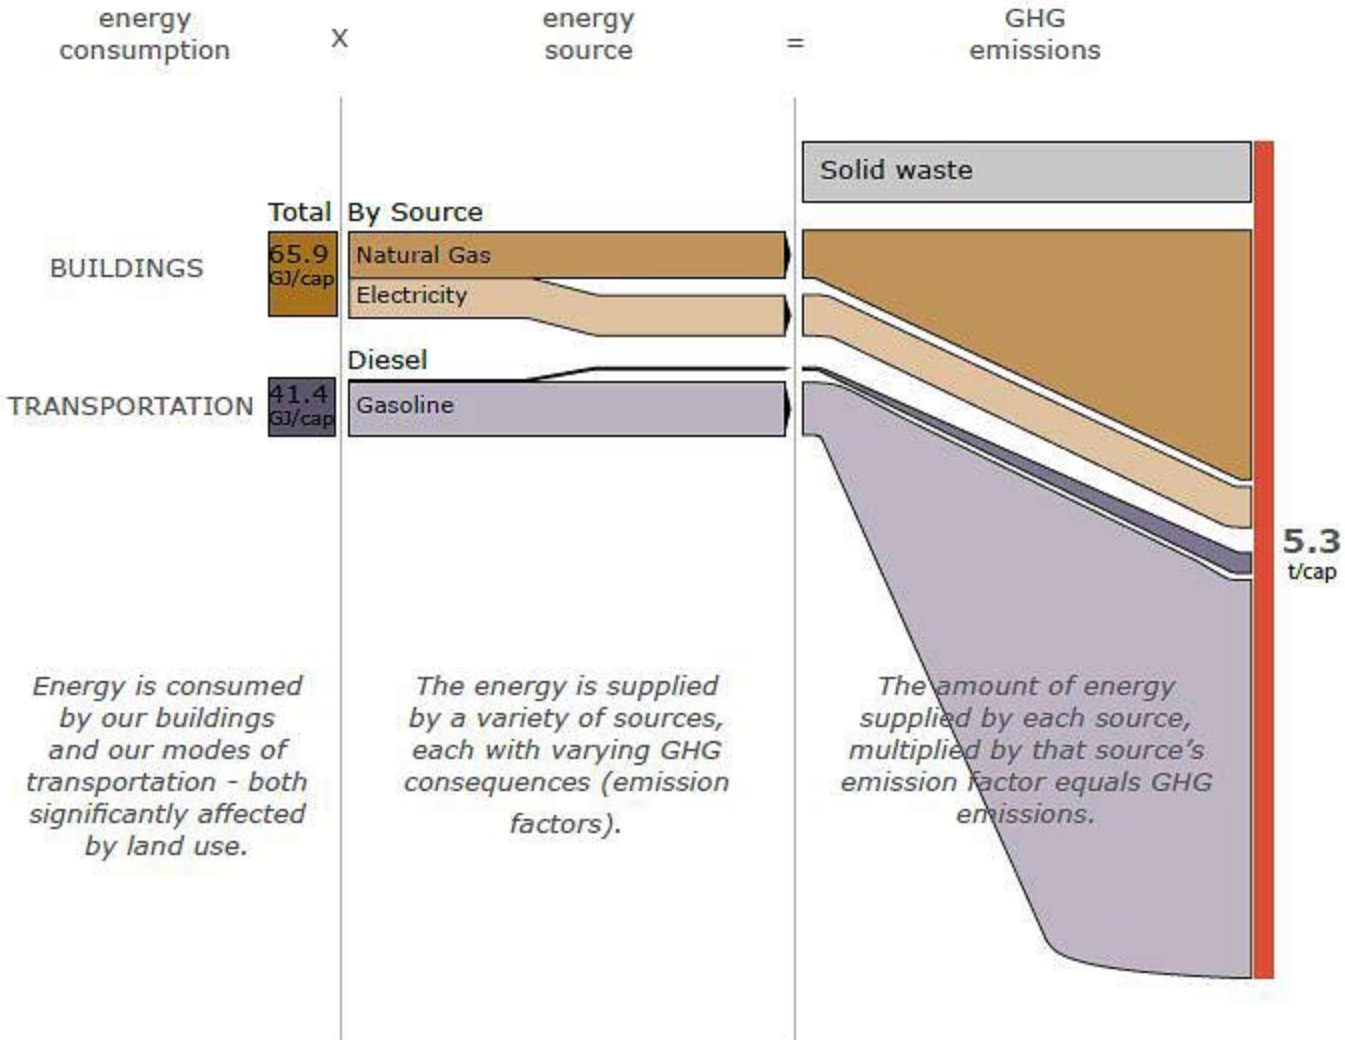 energy
consumption
x
energy
source
=
GHG
emissions
Solid waste
Total
By Source
BUILDINGS
65.9
GJ/cap
Natural Gas
Electricity
Diesel
TRANSPORTATION
41.4
GJ/cap
Gasoline
5.3
t/cap
Energy is consumed
by our buildings
and our modes of
transportation - both
significantly affected
by land use.
The energy is supplied
by a variety of sources,
each with varying GHG
consequences (emission
factors).
The amount of energy
supplied by each source,
multiplied by that source’s
emission factor equals GHG
emissions.